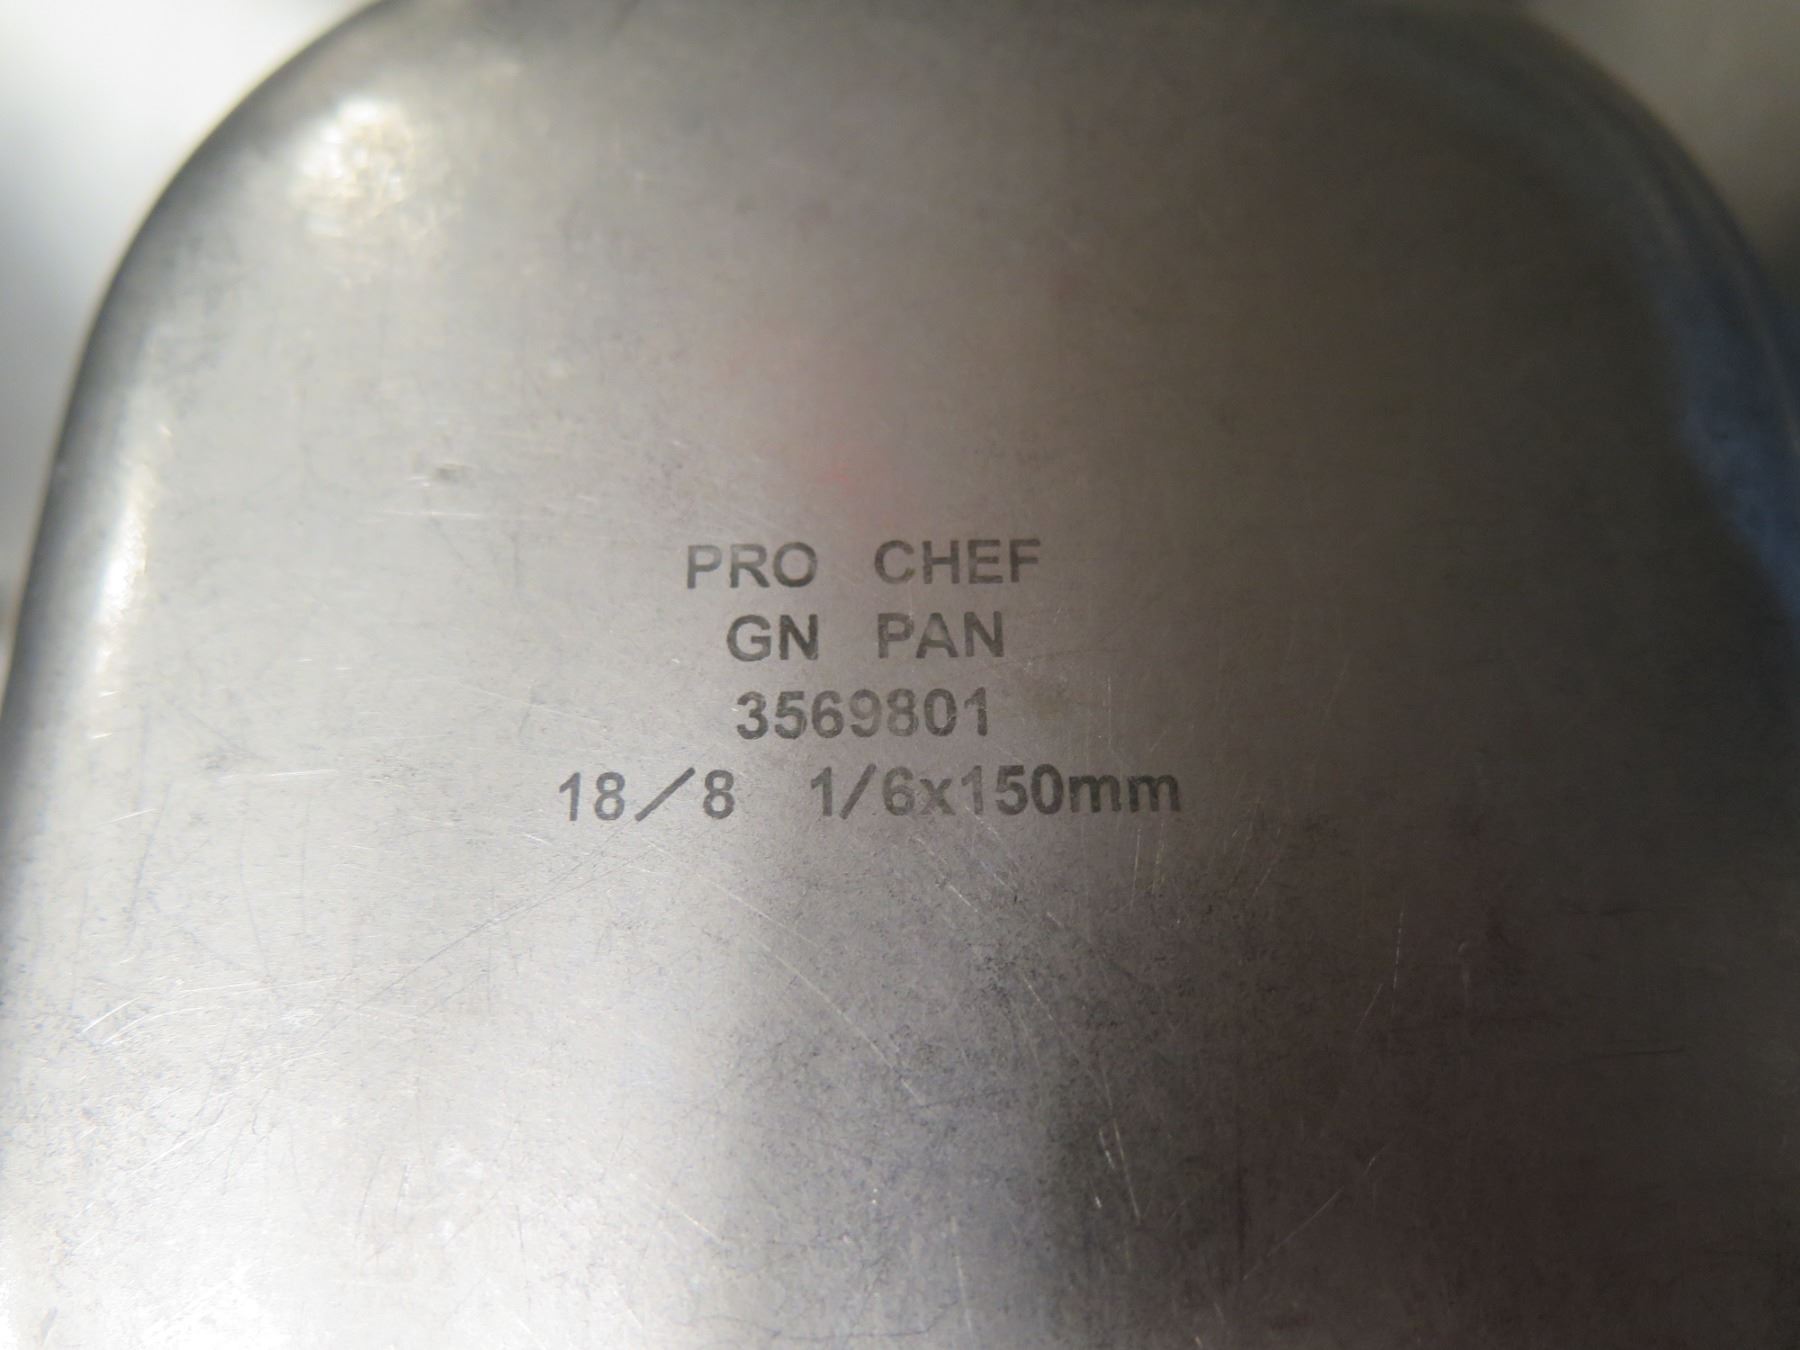 PRO CHEF
GN PAN
3569801
18/8 1/6x150mm